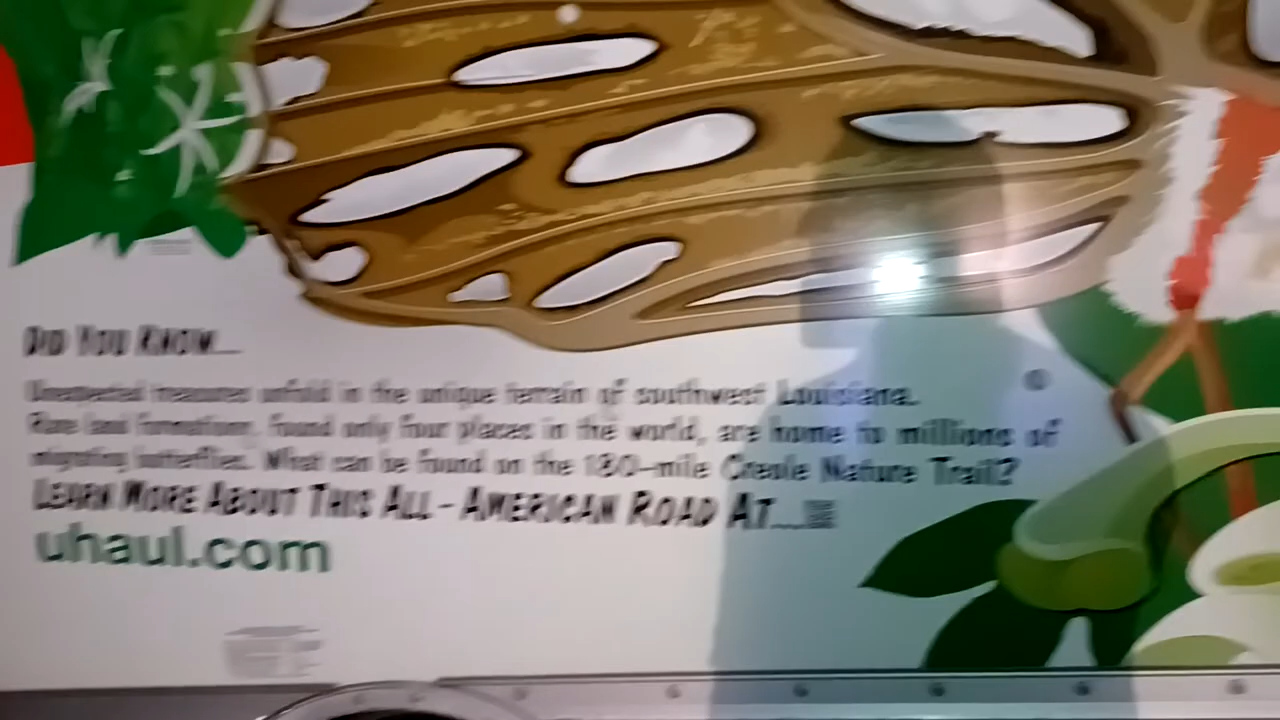 DID YOU KNOW...
Unexpected treasures unfold in the unique terrain of southwest Louisiana.
Rare land formations, found only four places in the world, are home to millions of
migrating butterflies. What can be found on the 180-mile Creole Nature Trail?
LEARN MORE ABOUT THIS ALL-AMERICAN ROAD AT...
uhaul.com